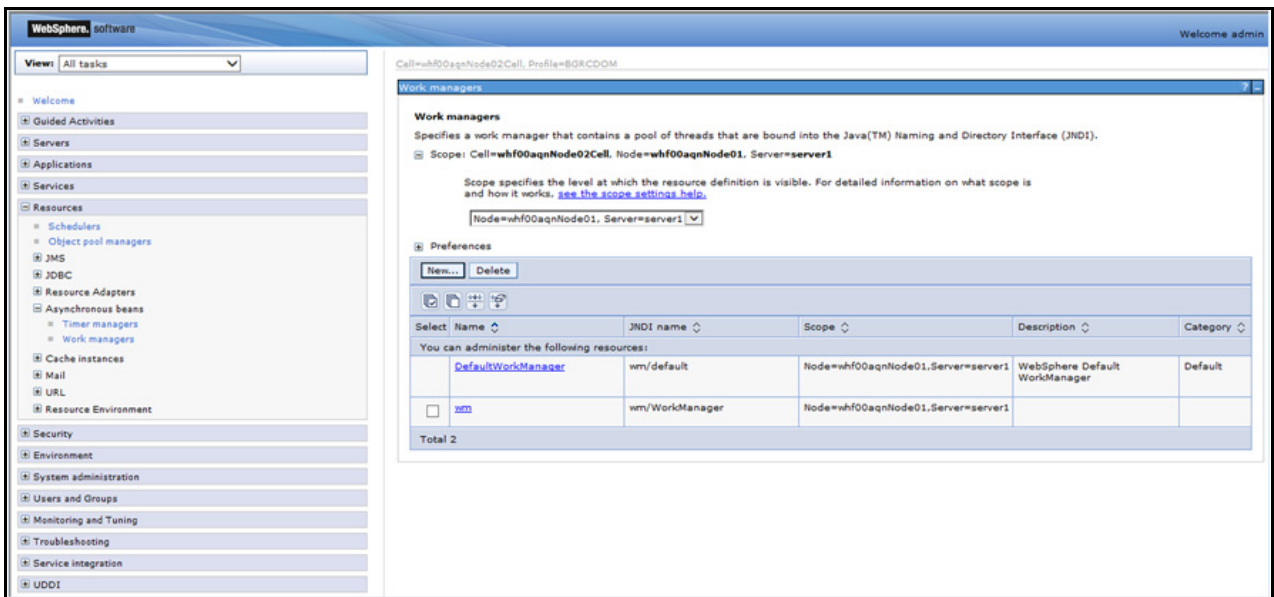 WebSphere. software
Welcome admin
View: All tasks
Cell=whf00aqnNode02Cell, Profile=BGRCDOM
Welcome
Guided Activities
Servers
Applications
Services
Resources
Schedulers
Object pool managers
JMS
JDBC
Resource Adapters
Asynchronous beans
Timer managers
Work managers
Cache instances
Mail
URL
Resource Environment
Security
Environment
System administration
Users and Groups
Monitoring and Tuning
Troubleshooting
Service integration
UDDI
Work managers ? -
Work managers
Specifies a work manager that contains a pool of threads that are bound into the Java(TM) Naming and Directory Interface (JNDI).
Scope: Cell=whf00aqnNode02Cell, Node=whf00aqnNode01, Server=server1
Scope specifies the level at which the resource definition is visible. For detailed information on what scope is
and how it works, see the scope settings help.
Node=whf00aqnNode01, Server=server1
Preferences
New... Delete
Select Name JNDI name Scope Description Category
You can administer the following resources:
DefaultWorkManager wm/default Node=whf00aqnNode01,Server=server1 WebSphere Default Default
WorkManager
wm wm/WorkManager Node=whf00aqnNode01,Server=server1
Total 2